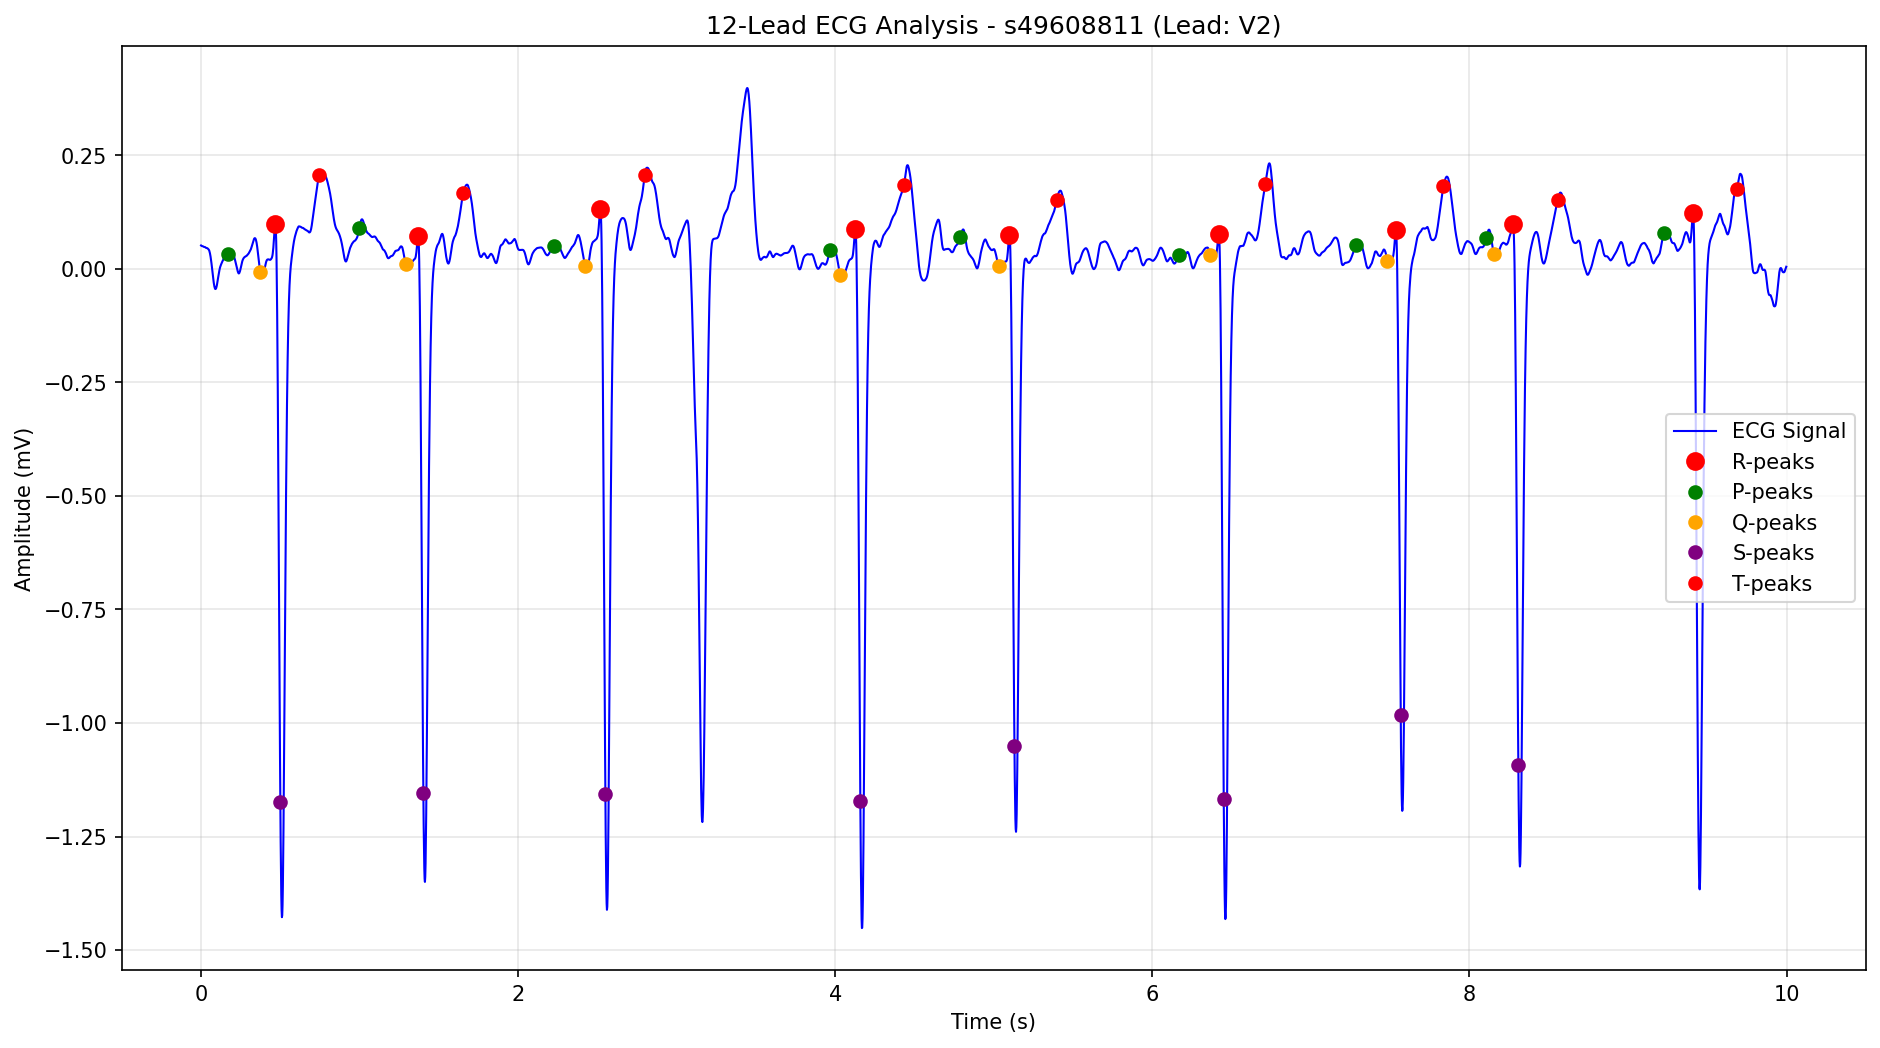 12-Lead ECG Analysis - s49608811 (Lead: V2)
Amplitude (mV)
0.25
0.00
−0.25
−0.50
−0.75
−1.00
−1.25
−1.50
ECG Signal
R-peaks
P-peaks
Q-peaks
S-peaks
T-peaks
0 2 4 6 8 10
Time (s)